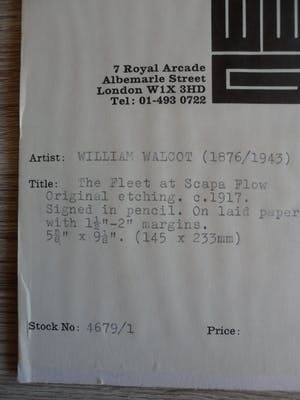 7 Royal Arcade
Albemarle Street
London W1X 3HD
Tel: 01-493 0722
Artist: WILLIAM WALCOT (1876/1943)
Title: The Fleet at Scapa Flow
Original etching. c.1917.
Signed in pencil. On laid paper
with 1½"-2" margins.
5¾" x 9¼". (145 x 233mm)
Stock No: 4679/1 Price: